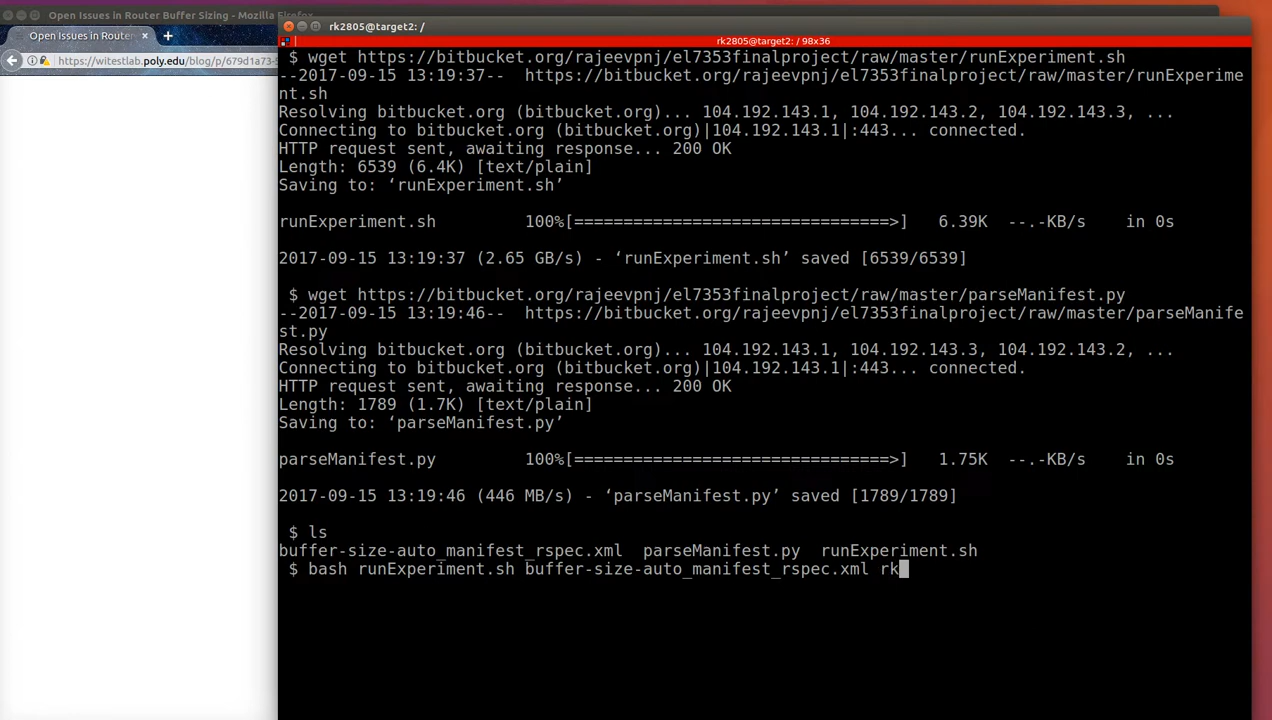 Open Issues in Router Buffer Sizing - Mozilla Firefox
Open Issues in Router
https://witestlab.poly.edu/blog/p/679d1a73-5
rk2805@target2: /
rk2805@target2: / 98x36
$ wget https://bitbucket.org/rajeevpnj/el7353finalproject/raw/master/runExperiment.sh
--2017-09-15 13:19:37--  https://bitbucket.org/rajeevpnj/el7353finalproject/raw/master/runExperime
nt.sh
Resolving bitbucket.org (bitbucket.org)... 104.192.143.1, 104.192.143.2, 104.192.143.3, ...
Connecting to bitbucket.org (bitbucket.org)|104.192.143.1|:443... connected.
HTTP request sent, awaiting response... 200 OK
Length: 6539 (6.4K) [text/plain]
Saving to: ‘runExperiment.sh’
runExperiment.sh         100%[================================>]   6.39K  --.-KB/s    in 0s
2017-09-15 13:19:37 (2.65 GB/s) - ‘runExperiment.sh’ saved [6539/6539]
$ wget https://bitbucket.org/rajeevpnj/el7353finalproject/raw/master/parseManifest.py
--2017-09-15 13:19:46--  https://bitbucket.org/rajeevpnj/el7353finalproject/raw/master/parseManife
st.py
Resolving bitbucket.org (bitbucket.org)... 104.192.143.1, 104.192.143.3, 104.192.143.2, ...
Connecting to bitbucket.org (bitbucket.org)|104.192.143.1|:443... connected.
HTTP request sent, awaiting response... 200 OK
Length: 1789 (1.7K) [text/plain]
Saving to: ‘parseManifest.py’
parseManifest.py         100%[================================>]   1.75K  --.-KB/s    in 0s
2017-09-15 13:19:46 (446 MB/s) - ‘parseManifest.py’ saved [1789/1789]
$ ls
buffer-size-auto_manifest_rspec.xml  parseManifest.py  runExperiment.sh
$ bash runExperiment.sh buffer-size-auto_manifest_rspec.xml rk